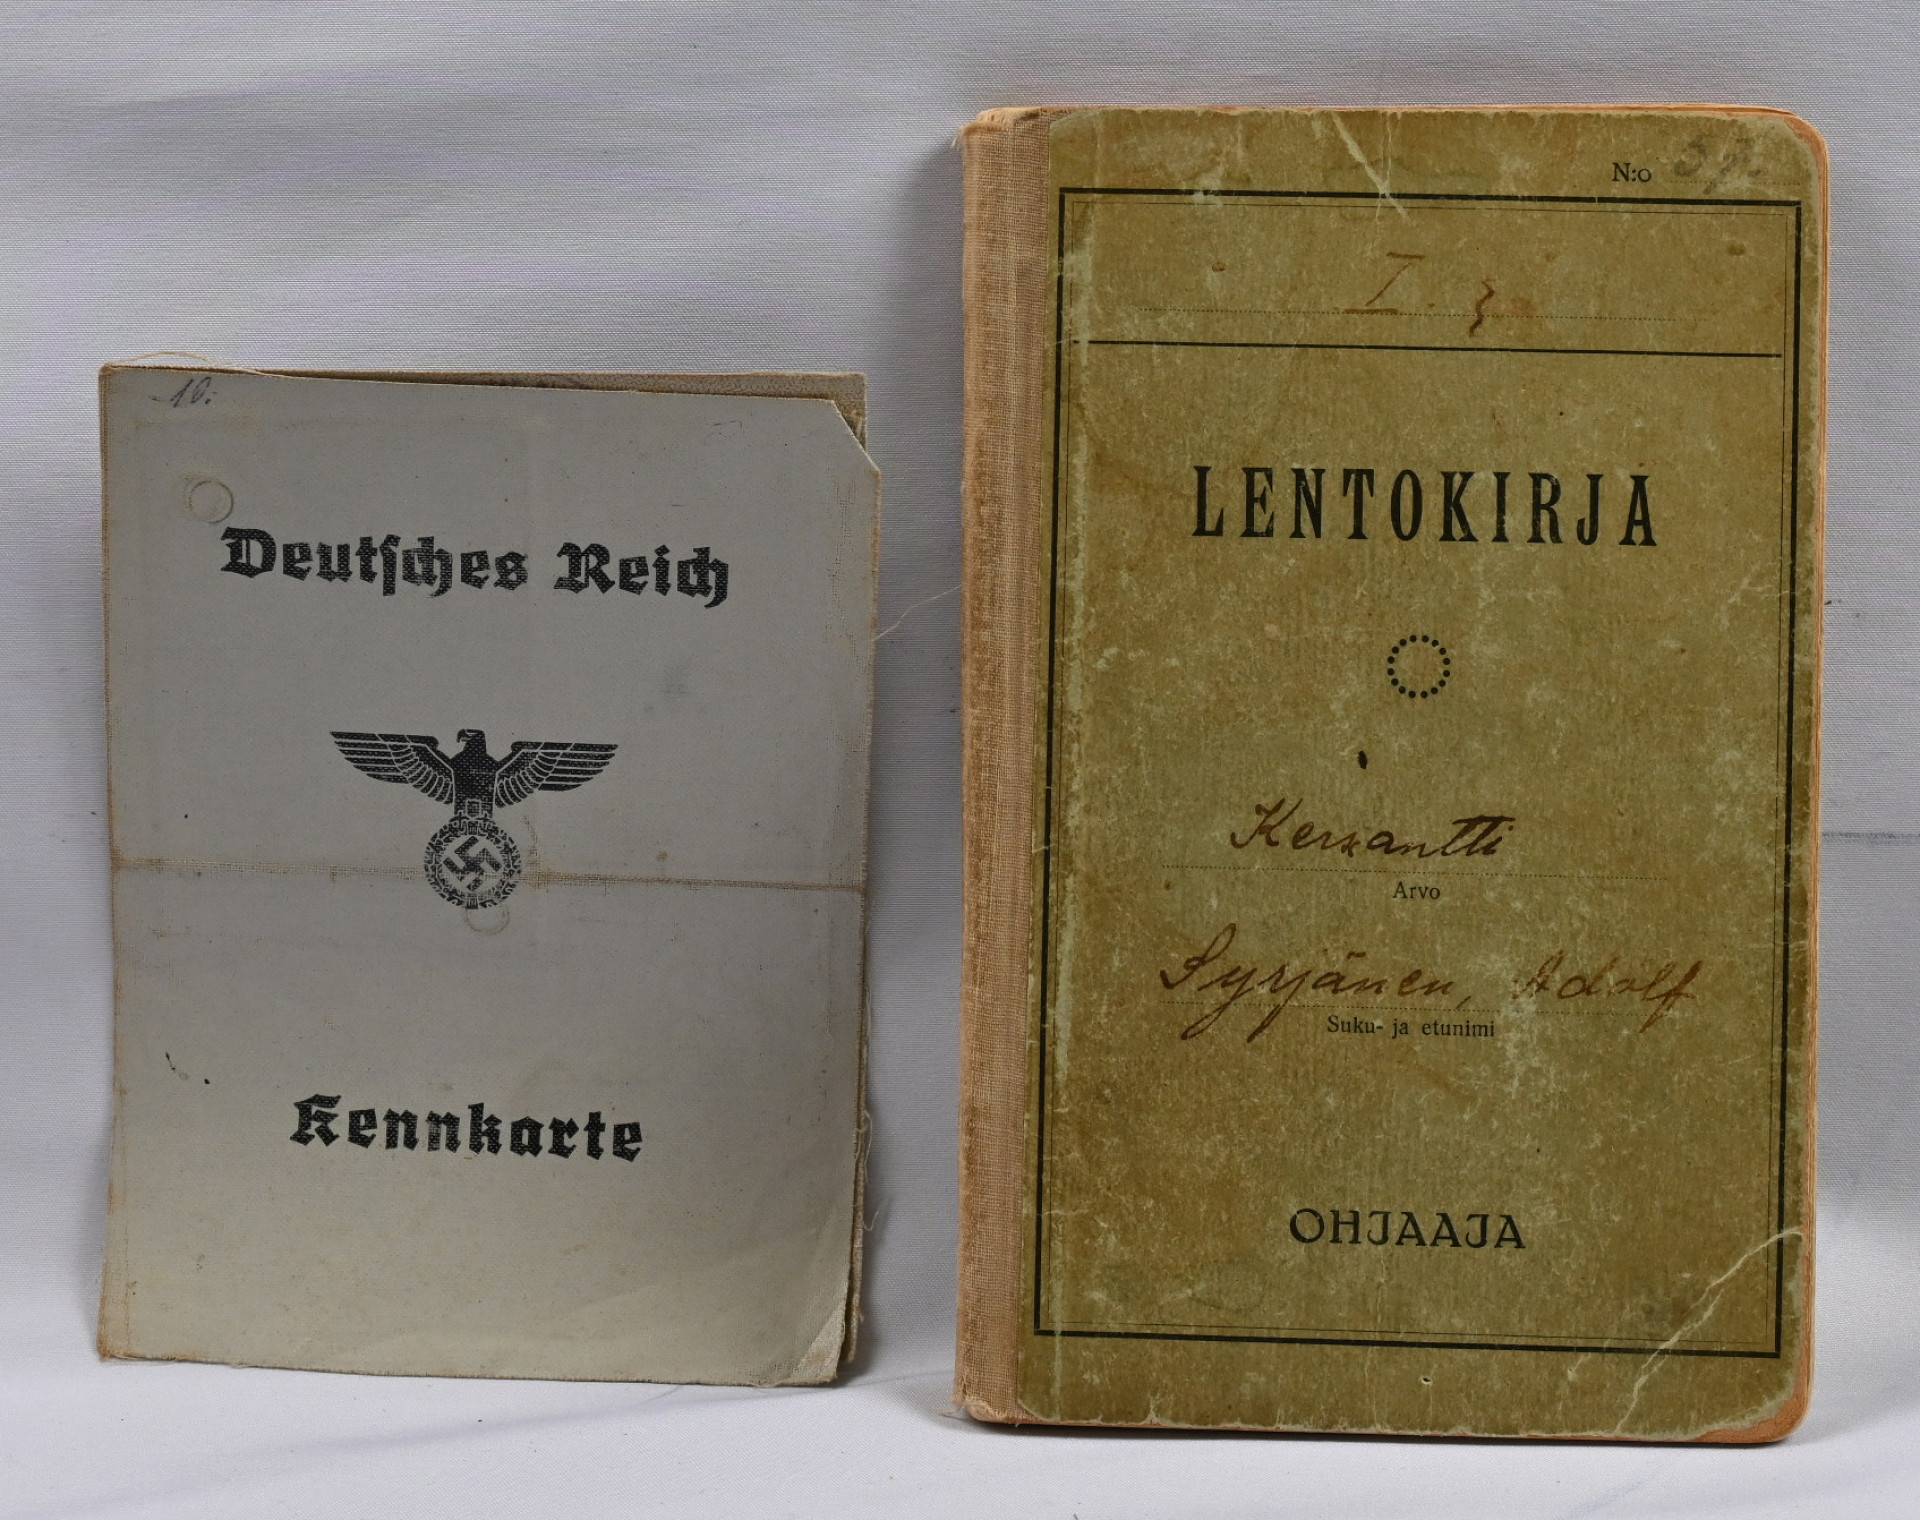 10.
Deutsches Reich
Kennkarte
N:o
I.
LENTOKIRJA
Kersantti
Arvo
Syrjänen, Adolf
Suku- ja etunimi
OHJAAJA